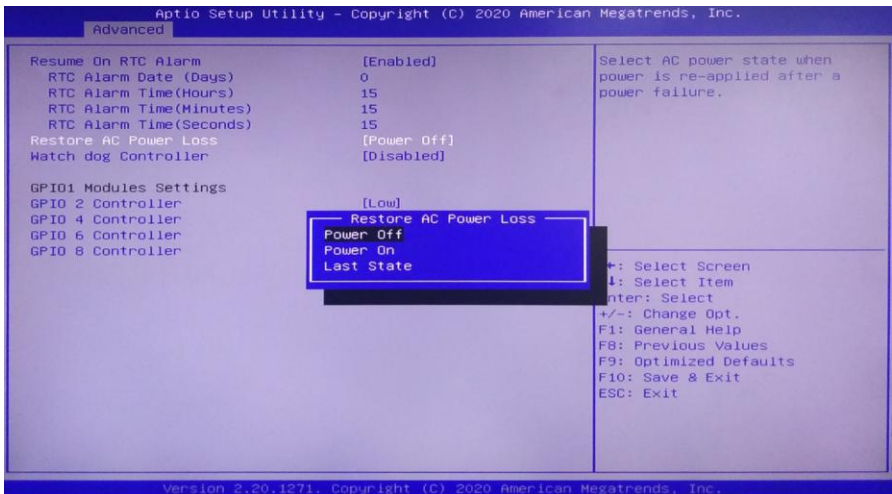 Aptio Setup Utility – Copyright (C) 2020 American Megatrends, Inc.
Advanced
Resume On RTC Alarm [Enabled]
RTC Alarm Date (Days) 0
RTC Alarm Time(Hours) 15
RTC Alarm Time(Minutes) 15
RTC Alarm Time(Seconds) 15
Restore AC Power Loss [Power Off]
Watch dog Controller [Disabled]
GPIO1 Modules Settings
GPIO 2 Controller [Low]
GPIO 4 Controller
GPIO 6 Controller
GPIO 8 Controller
Restore AC Power Loss
Power Off
Power On
Last State
Select AC power state when
power is re-applied after a
power failure.
: Select Screen
: Select Item
nter: Select
+/-: Change Opt.
F1: General Help
F8: Previous Values
F9: Optimized Defaults
F10: Save & Exit
ESC: Exit
Version 2.20.1271. Copyright (C) 2020 American Megatrends, Inc.